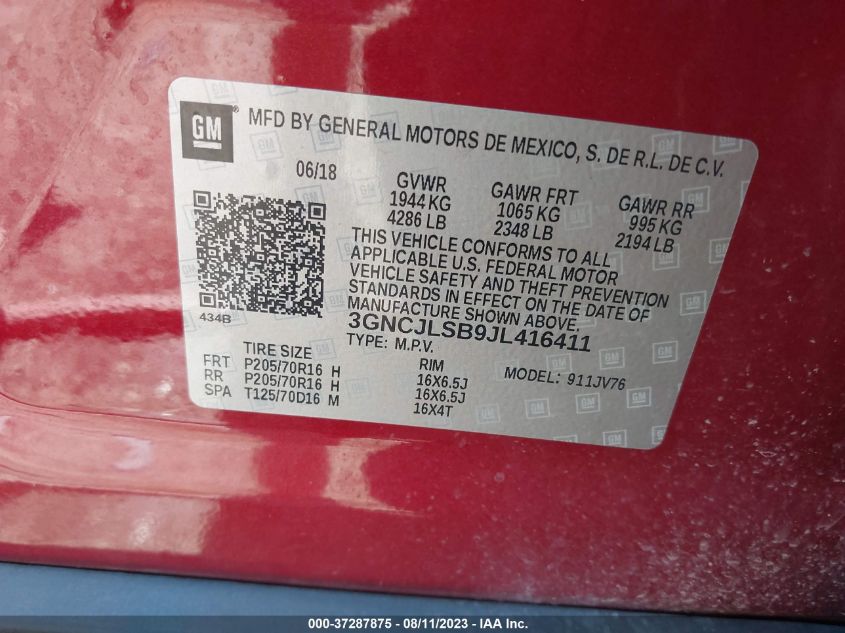 GM
MFD BY GENERAL MOTORS DE MEXICO, S. DE R.L. DE C.V.
06/18
GVWR
1944 KG
4286 LB
GAWR FRT
1065 KG
2348 LB
GAWR RR
995 KG
2194 LB
THIS VEHICLE CONFORMS TO ALL
APPLICABLE U.S. FEDERAL MOTOR
VEHICLE SAFETY AND THEFT PREVENTION
STANDARDS IN EFFECT ON THE DATE OF
MANUFACTURE SHOWN ABOVE.
434B
3GNCJLSB9JL416411
TYPE: M.P.V.
TIRE SIZE RIM
FRT P205/70R16 H 16X6.5J
RR P205/70R16 H 16X6.5J
SPA T125/70D16 M 16X4T
MODEL: 911JV76
000-37287875 - 08/11/2023 - IAA Inc.